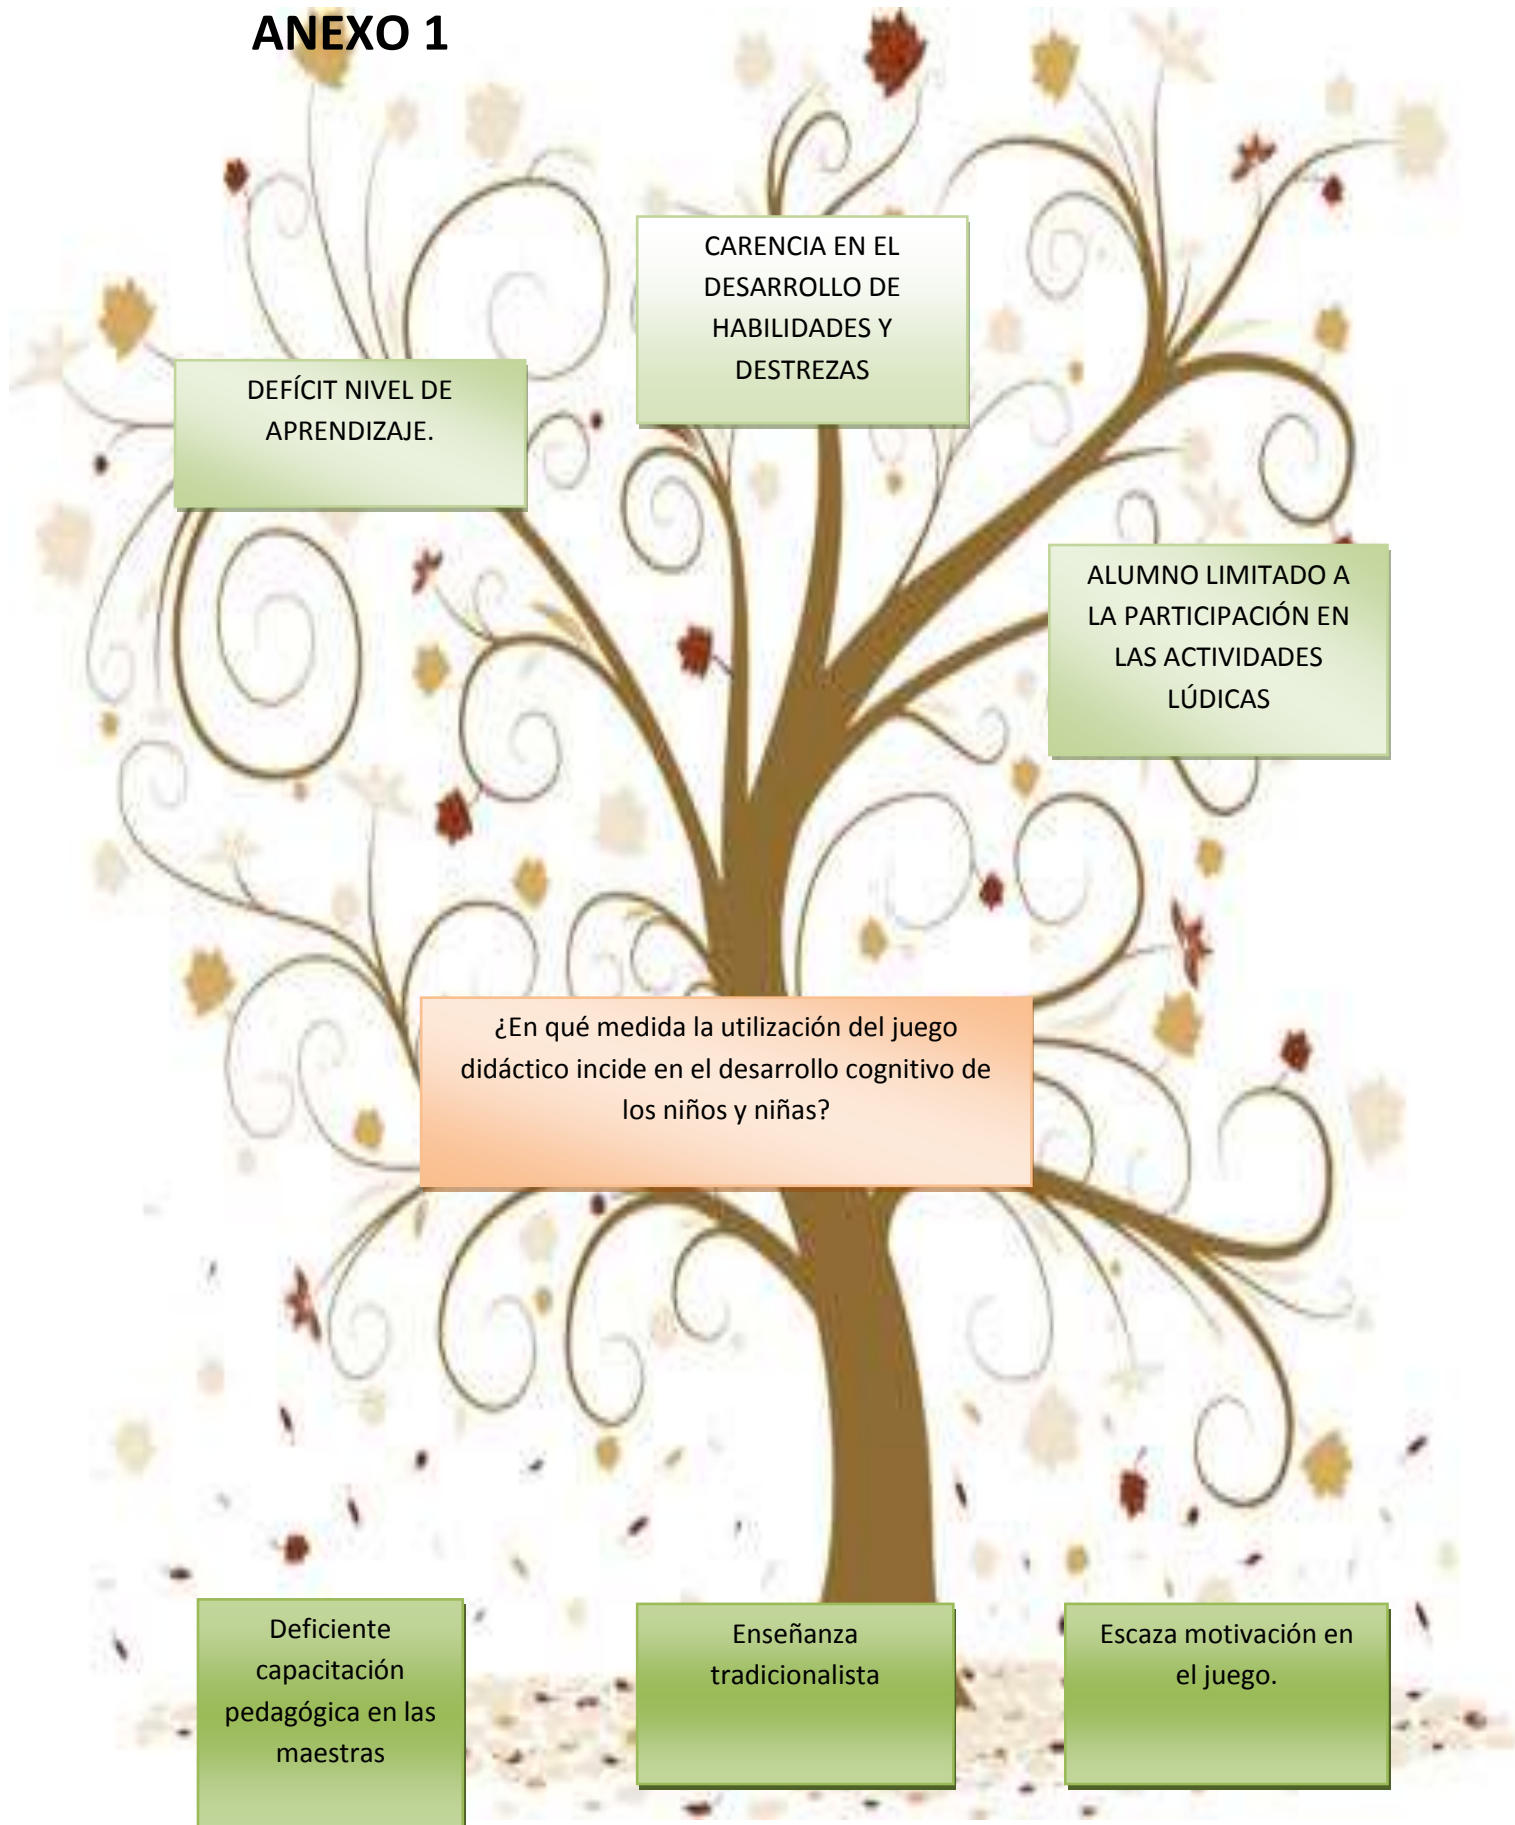 ANEXO 1
CARENCIA EN EL
DESARROLLO DE
HABILIDADES Y
DESTREZAS
DEFÍCIT NIVEL DE
APRENDIZAJE.
ALUMNO LIMITADO A
LA PARTICIPACIÓN EN
LAS ACTIVIDADES
LÚDICAS
¿En qué medida la utilización del juego
didáctico incide en el desarrollo cognitivo de
los niños y niñas?
Deficiente
capacitación
pedagógica en las
maestras
Enseñanza
tradicionalista
Escaza motivación en
el juego.